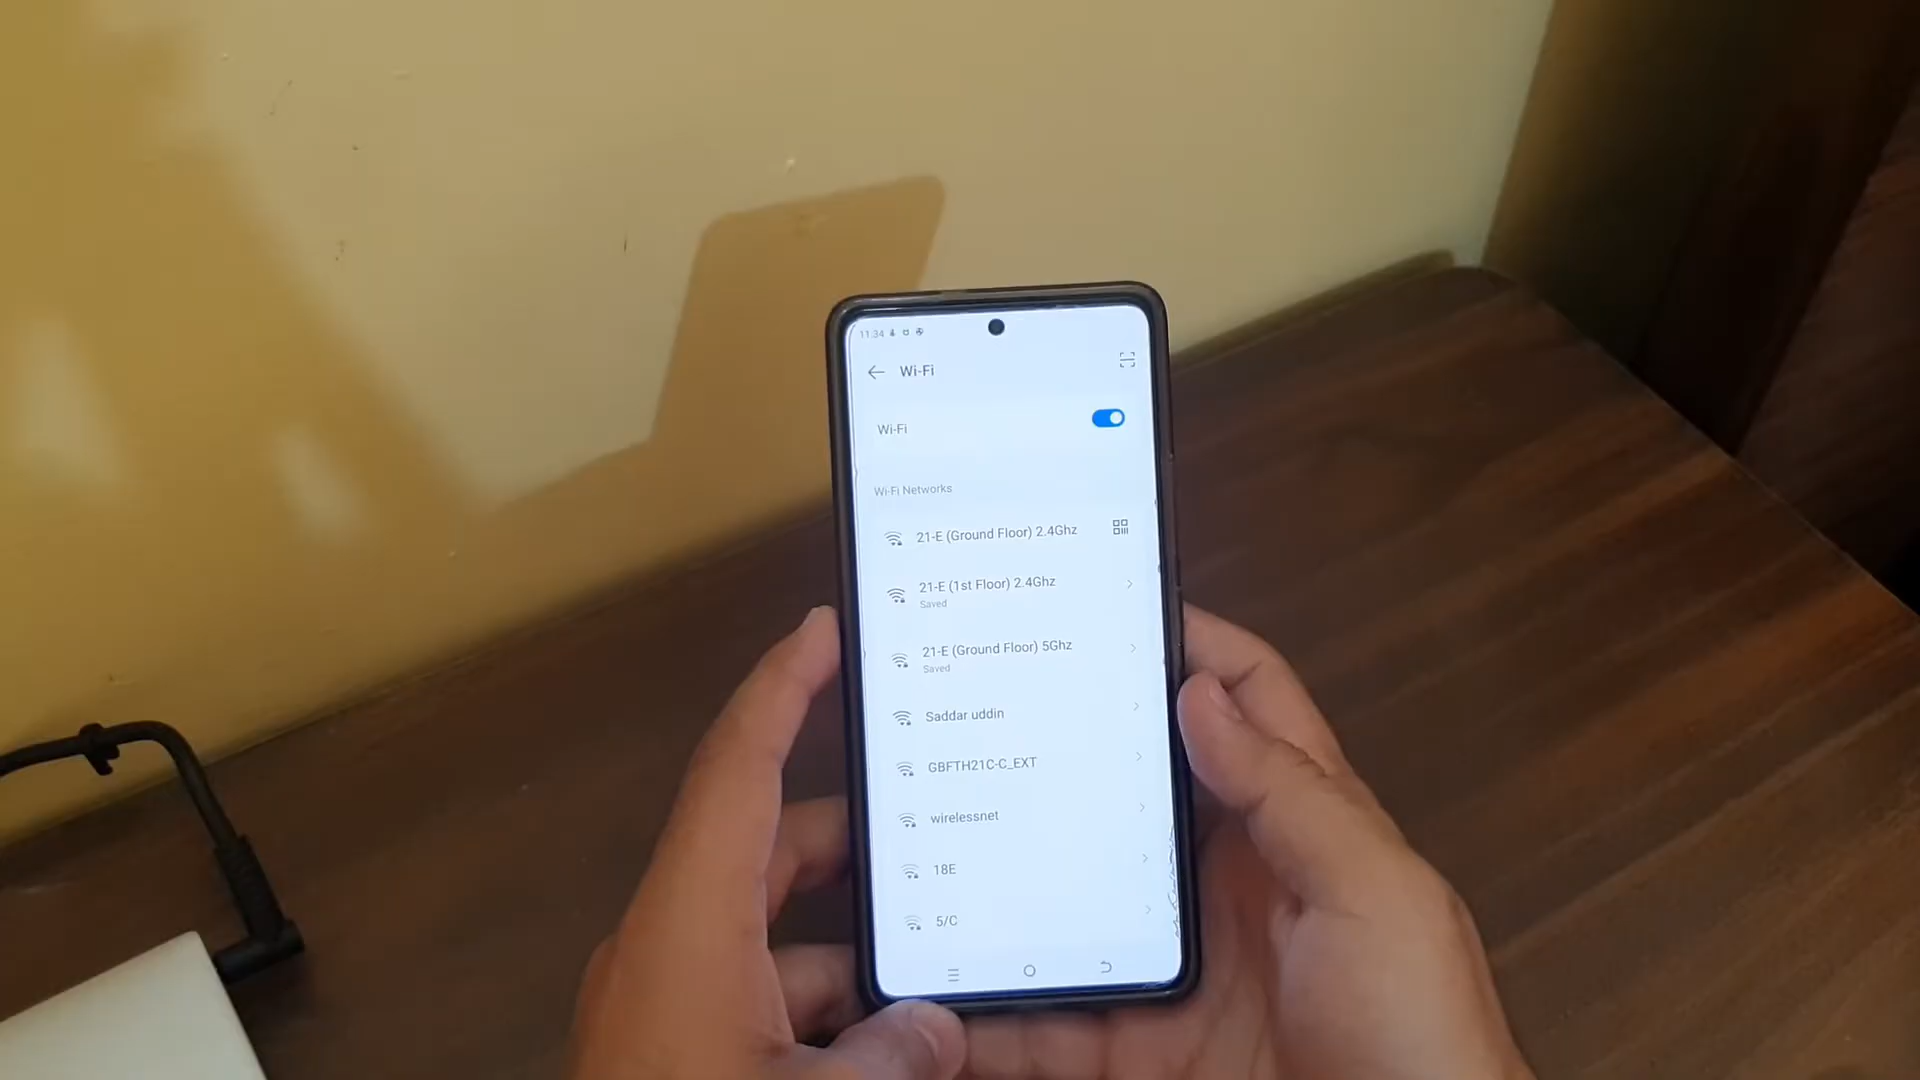 11:34
Wi-Fi
Wi-Fi
Wi-Fi Networks
21-E (Ground Floor) 2.4Ghz
21-E (1st Floor) 2.4Ghz
Saved
21-E (Ground Floor) 5Ghz
Saved
Saddar uddin
GBFTH21C-C_EXT
wirelessnet
18E
5/C